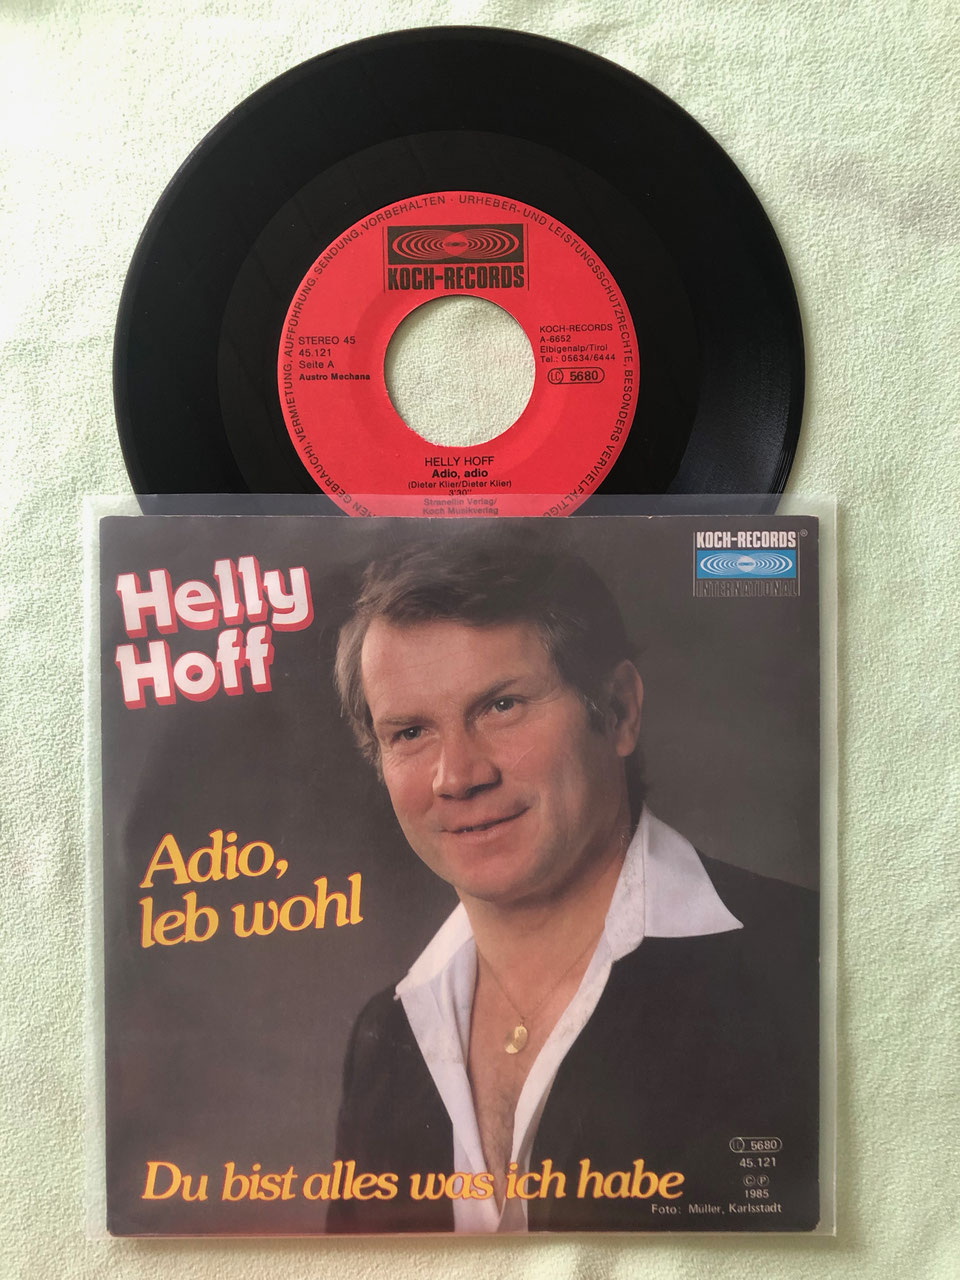 GEBRAUCH), VERMIETUNG, AUFFÜHRUNG, SENDUNG, VORBEHALTEN · URHEBER- UND LEISTUNGSSCHUTZRECHTE, BESONDERS VERVIELFÄLTIGU
KOCH-RECORDS
STEREO 45
45.121
Seite A
Austro Mechana
KOCH-RECORDS
A-6652
Elbigenalp/Tirol
Tel.: 05634/6444
LC 5680
HELLY HOFF
Adio, adio
(Dieter Klier/Dieter Klier)
3'30''
Koch Musikverlag
KOCH-RECORDS®
INTERNATIONAL
Helly
Hoff
Adio,
leb wohl
Du bist alles was ich habe
LC 5680
45.121
© ℗
1985
Foto: Müller, Karlsstadt